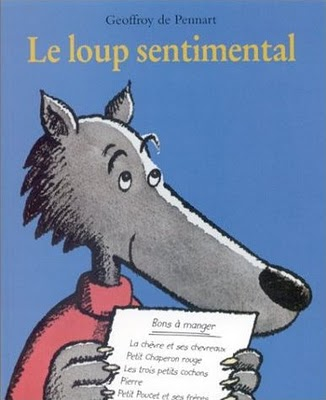 Geoffroy de Pennart
Le loup sentimental
Bons à manger
La chèvre et ses chevreaux
Petit Chaperon rouge
Les trois petits cochons
Pierre
Petit Poucet et ses frères